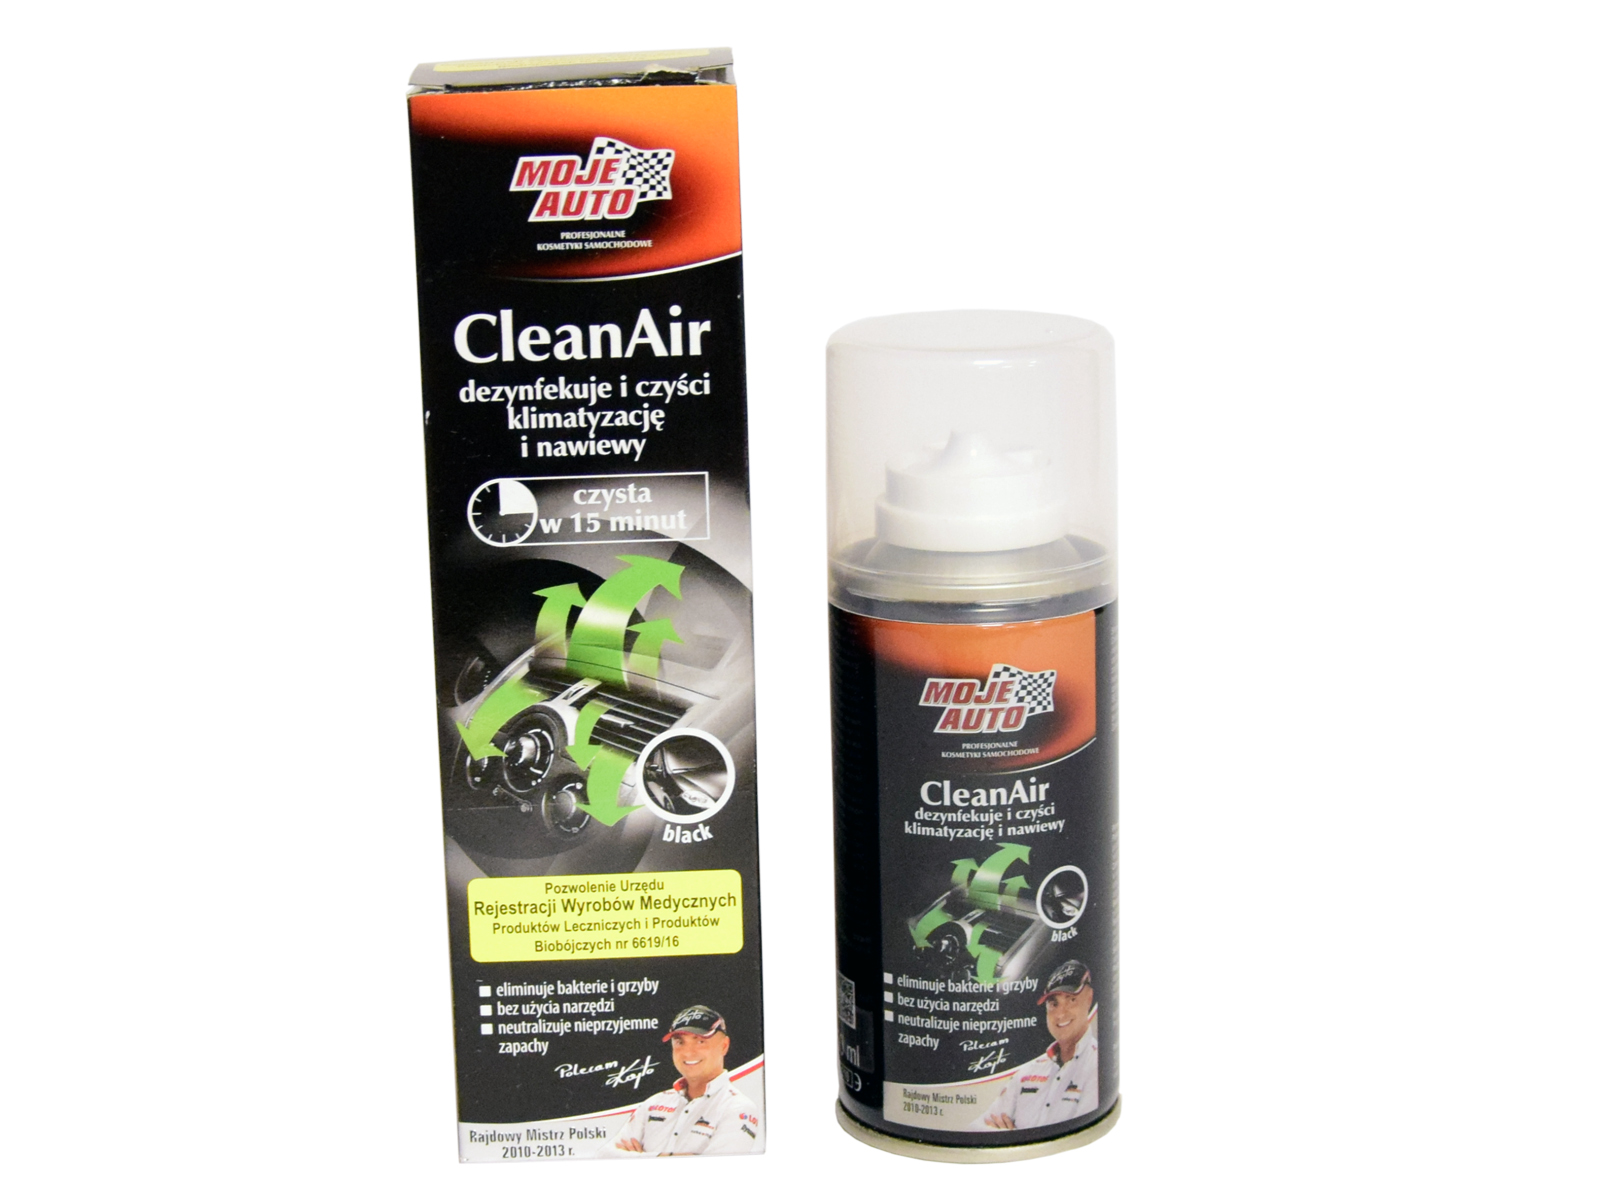 MOJE
AUTO
PROFESJONALNE
KOSMETYKI SAMOCHODOWE
CleanAir
dezynfekuje i czyści
klimatyzację
i nawiewy
czysta
w 15 minut
black
Pozwolenie Urzędu
Rejestracji Wyrobów Medycznych
Produktów Leczniczych i Produktów
Biobójczych nr 6619/16
eliminuje bakterie i grzyby
bez użycia narzędzi
neutralizuje nieprzyjemne
zapachy
Polecam
Kajto
Rajdowy Mistrz Polski
2010-2013 r.
MOJE
AUTO
PROFESJONALNE
KOSMETYKI SAMOCHODOWE
CleanAir
dezynfekuje i czyści
klimatyzację i nawiewy
black
eliminuje bakterie i grzyby
bez użycia narzędzi
neutralizuje nieprzyjemne
zapachy
Polecam
Kajto
Rajdowy Mistrz Polski
2010-2013 r.
ml